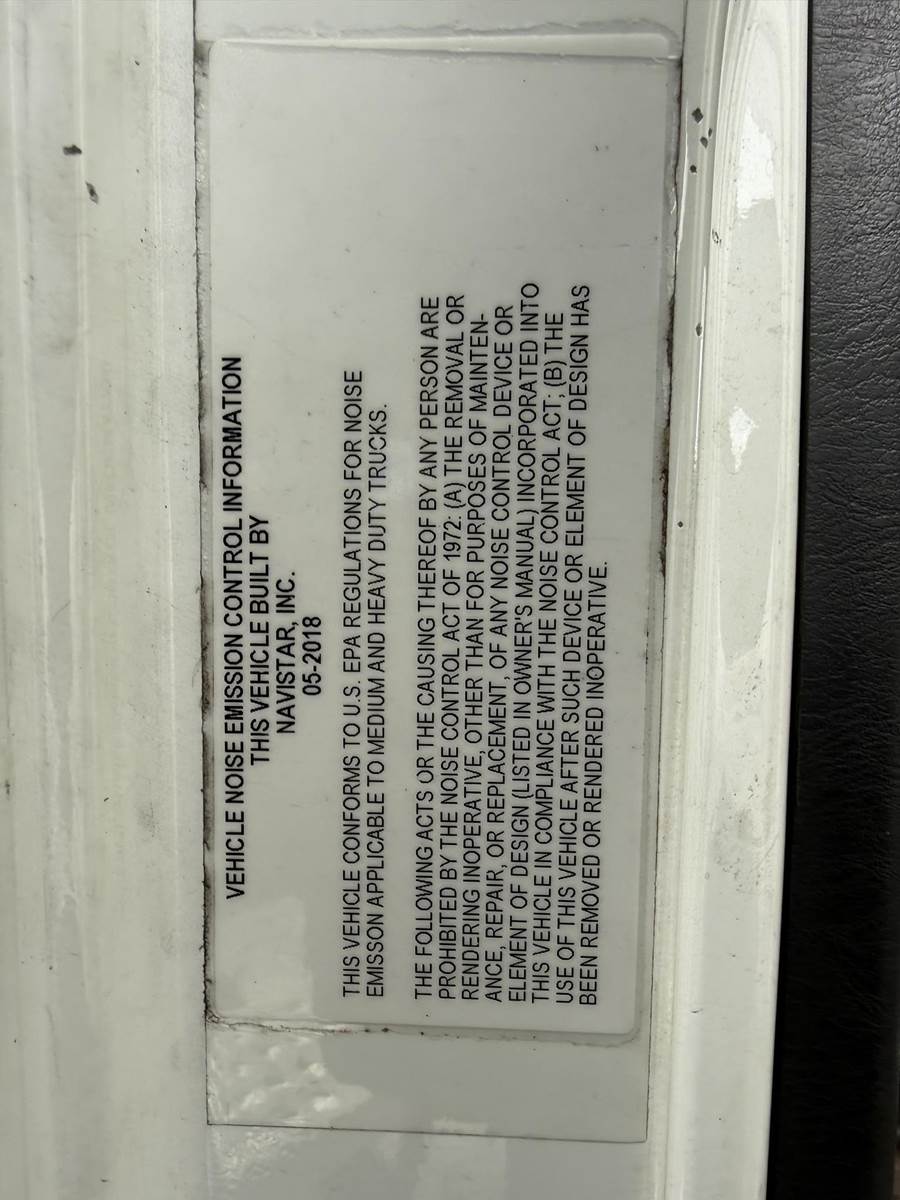 VEHICLE NOISE EMISSION CONTROL INFORMATION
THIS VEHICLE BUILT BY
NAVISTAR, INC.
05-2018
THIS VEHICLE CONFORMS TO U.S. EPA REGULATIONS FOR NOISE
EMISSON APPLICABLE TO MEDIUM AND HEAVY DUTY TRUCKS.
THE FOLLOWING ACTS OR THE CAUSING THEREOF BY ANY PERSON ARE
PROHIBITED BY THE NOISE CONTROL ACT OF 1972: (A) THE REMOVAL OR
RENDERING INOPERATIVE, OTHER THAN FOR PURPOSES OF MAINTEN-
ANCE, REPAIR, OR REPLACEMENT, OF ANY NOISE CONTROL DEVICE OR
ELEMENT OF DESIGN (LISTED IN OWNER'S MANUAL) INCORPORATED INTO
THIS VEHICLE IN COMPLIANCE WITH THE NOISE CONTROL ACT; (B) THE
USE OF THIS VEHICLE AFTER SUCH DEVICE OR ELEMENT OF DESIGN HAS
BEEN REMOVED OR RENDERED INOPERATIVE.